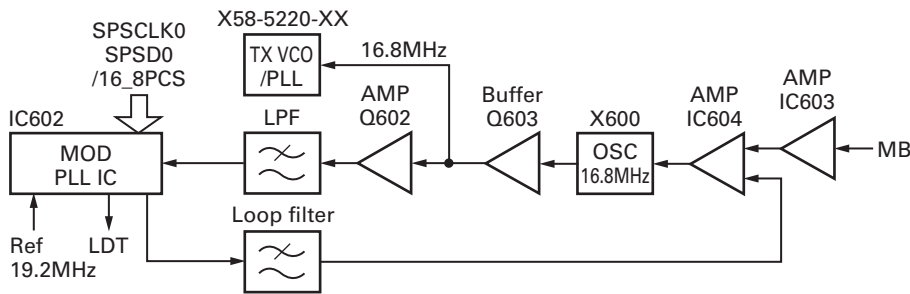 X58-5220-XX
SPSCLK0
SPSD0
/16_8PCS
TX VCO
/PLL
16.8MHz
AMP
Q602
Buffer
Q603
X600
AMP
IC604
AMP
IC603
IC602
LPF
MOD
PLL IC
OSC
16.8MHz
MB
Loop filter
Ref
19.2MHz
LDT